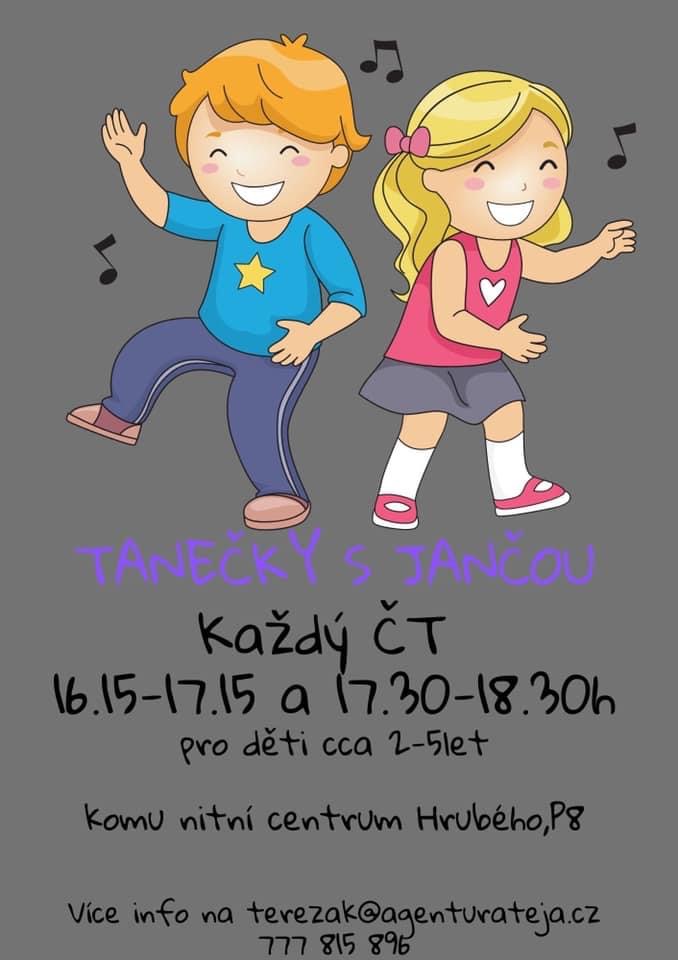 TANEČKY S JANČOU
Každý ČT
16.15-17.15 a 17.30-18.30h
pro děti cca 2-5let
Komu nitní centrum Hrubého,P8
Více info na terezak@agenturateja.cz
777 815 896